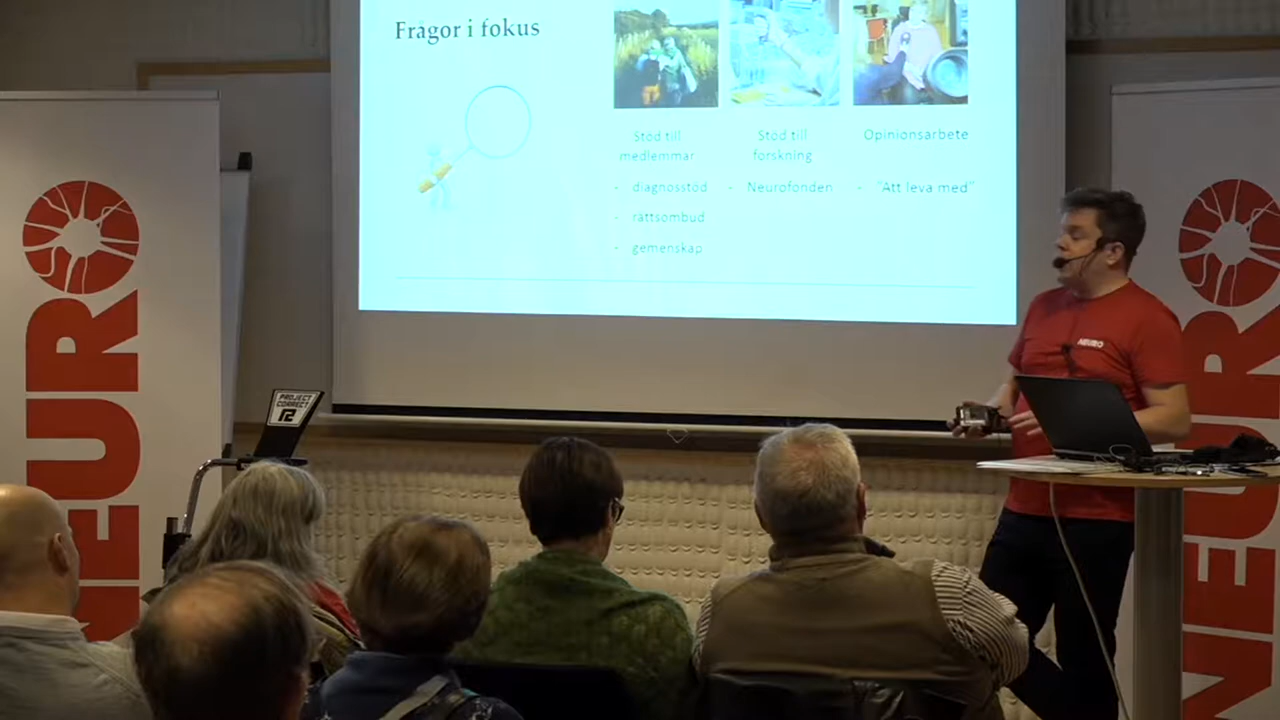 Frågor i fokus
Stöd till
medlemmar
- diagnosstöd
- rättsombud
- gemenskap
Stöd till
forskning
- Neurofonden
Opinionsarbete
- "Att leva med"
NEURO
NEURO
NEURO
PROJECT
CORRECT